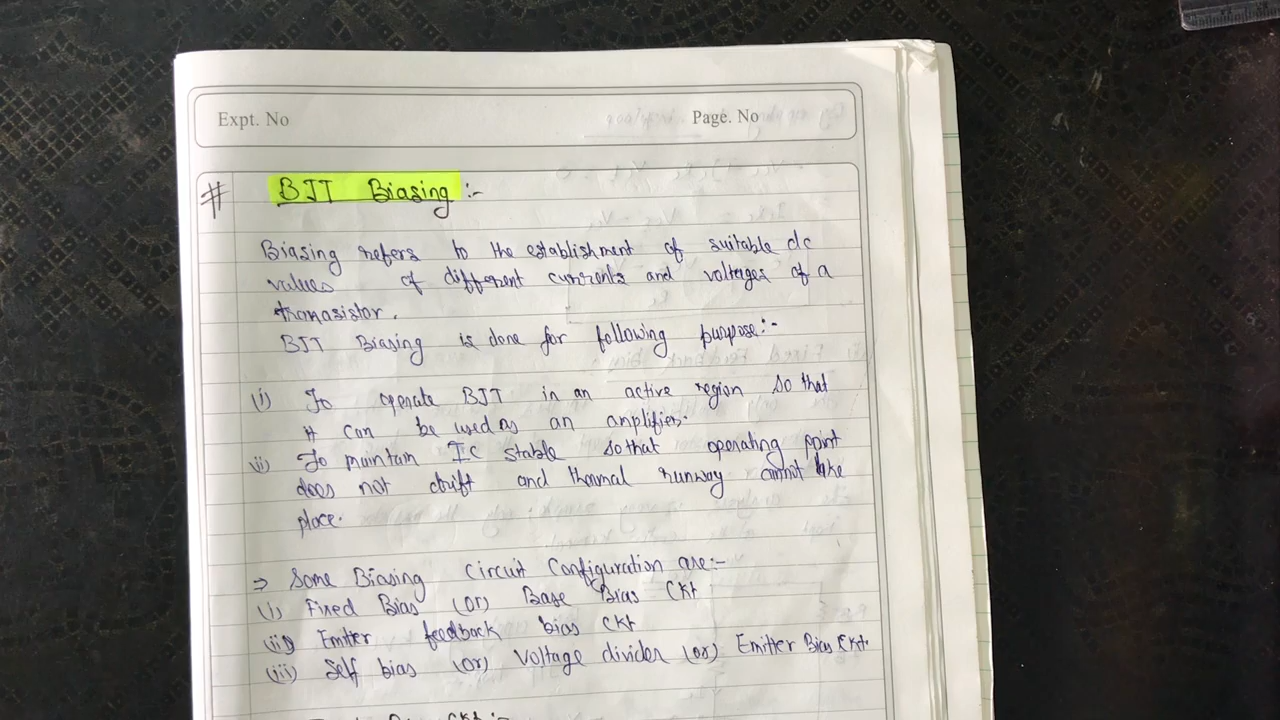 Expt. No Page. No
# BJT Biasing :-
Biasing refers to the establishment of suitable dc
values of different currents and voltages of a
transistor.
BJT Biasing is done for following purpose:-
(i) To operate BJT in an active region so that
it can be used as an amplifier.
(ii) To maintain IC stable so that operating point
does not drift and thermal runway cannot take
place.
⇒ Some Biasing Circuit Configuration are:-
(i) Fixed Bias (or) Base Bias CKt
(ii) Emitter feedback bias CKt
(iii) Self bias (or) Voltage divider (or) Emitter Bias CKt.